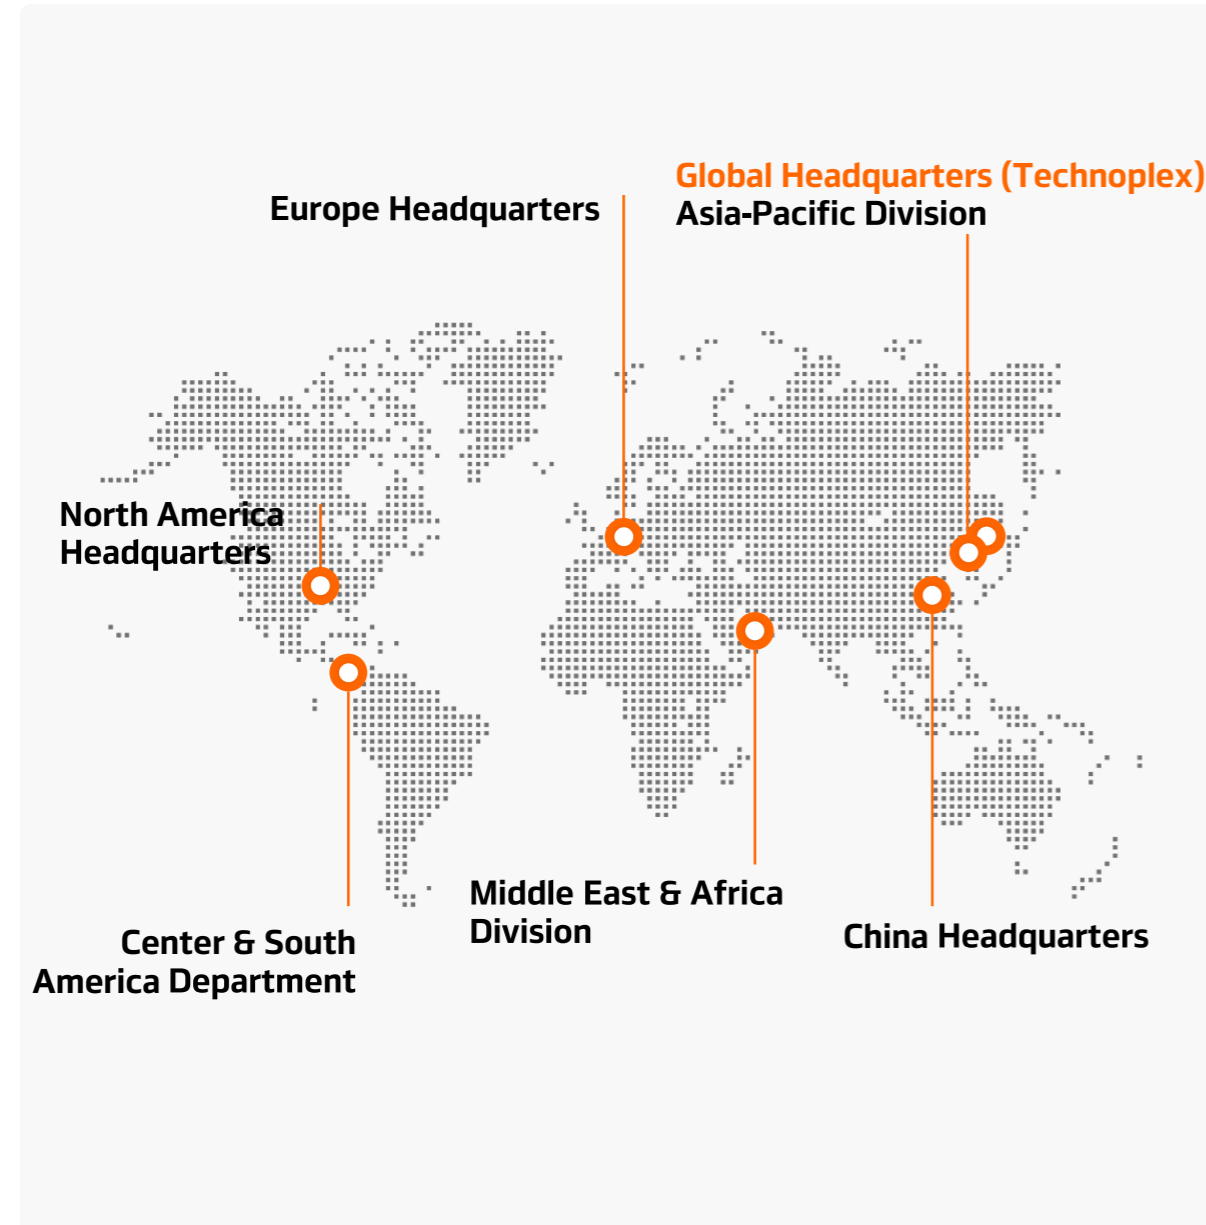 Global Headquarters (Technoplex)
Asia-Pacific Division
Europe Headquarters
North America
Headquarters
Middle East & Africa
Division
China Headquarters
Center & South
America Department